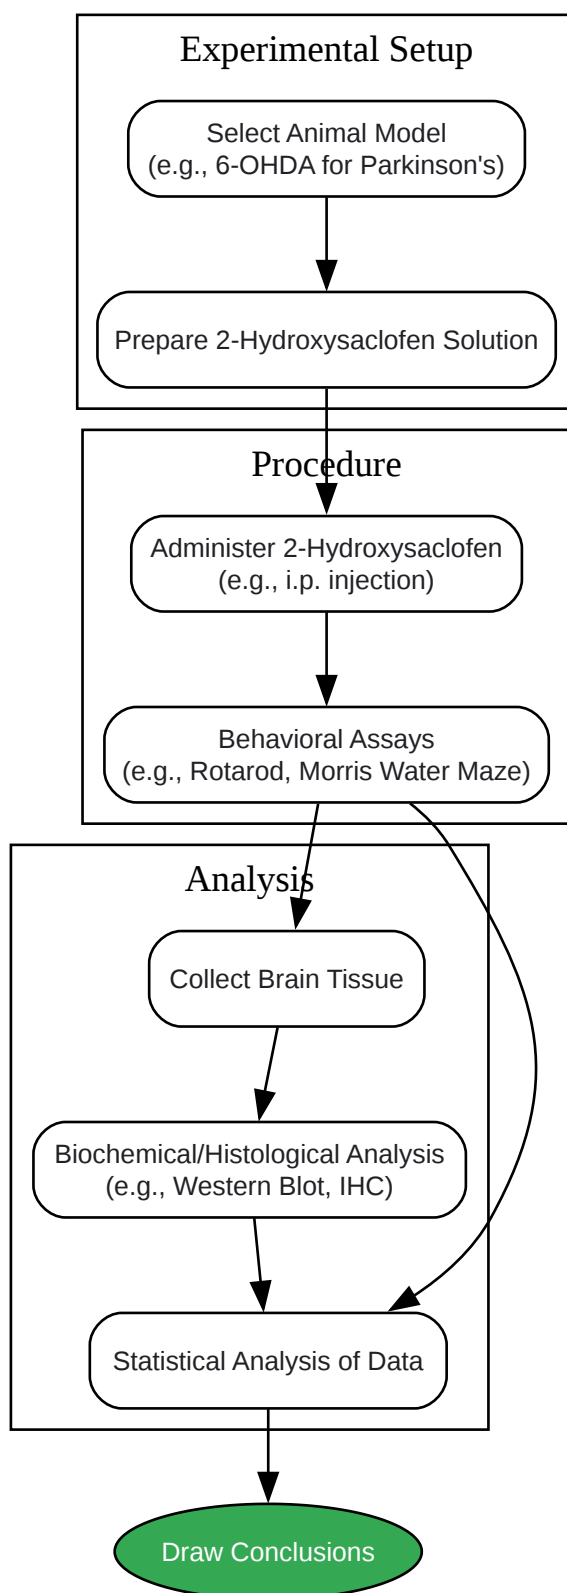 Experimental Setup
Select Animal Model
(e.g., 6-OHDA for Parkinson's)
Prepare 2-Hydroxysaclofen Solution
Procedure
Administer 2-Hydroxysaclofen
(e.g., i.p. injection)
Behavioral Assays
(e.g., Rotarod, Morris Water Maze)
Analysis
Collect Brain Tissue
Biochemical/Histological Analysis
(e.g., Western Blot, IHC)
Statistical Analysis of Data
Draw Conclusions